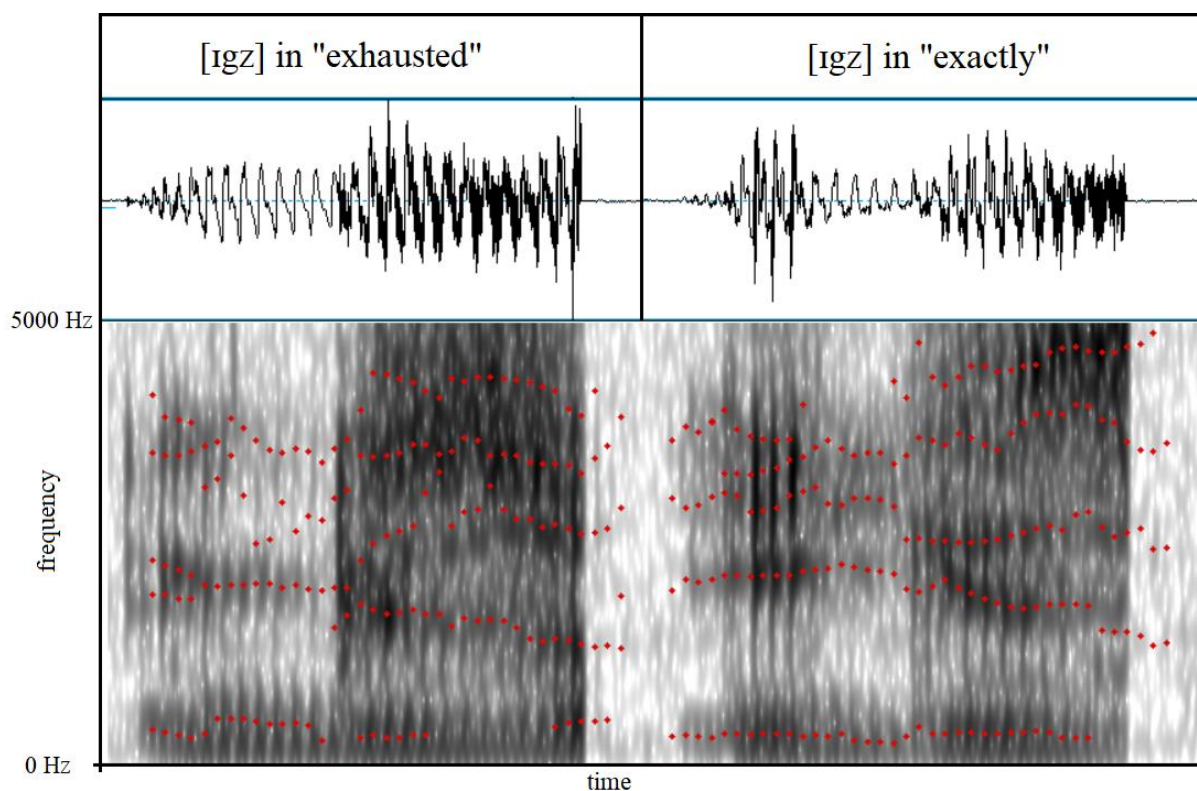 [ɪgz] in "exhausted"
[ɪgz] in "exactly"
5000 Hz
frequency
0 Hz
time